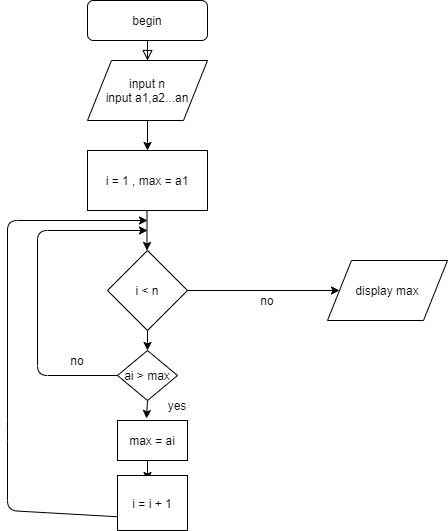 begin
input n
input a1,a2...an
i = 1 , max = a1
i < n
no
display max
no
ai > max
yes
max = ai
i = i + 1